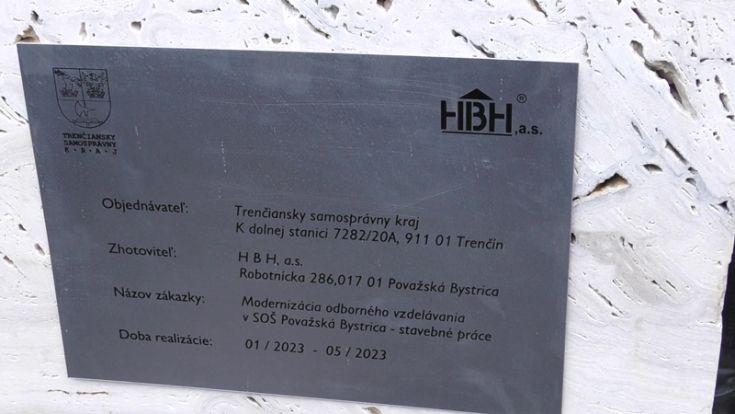 TRENČIANSKY
SAMOSPRÁVNY
K・R・A・J
HBH®,a.s.
Objednávateľ: Trenčiansky samosprávny kraj
K dolnej stanici 7282/20A, 911 01 Trenčín
Zhotoviteľ: H B H, a.s.
Robotnícka 286,017 01 Považská Bystrica
Názov zákazky: Modernizácia odborného vzdelávania
v SOŠ Považská Bystrica - stavebné práce
Doba realizácie: 01 / 2023 - 05 / 2023